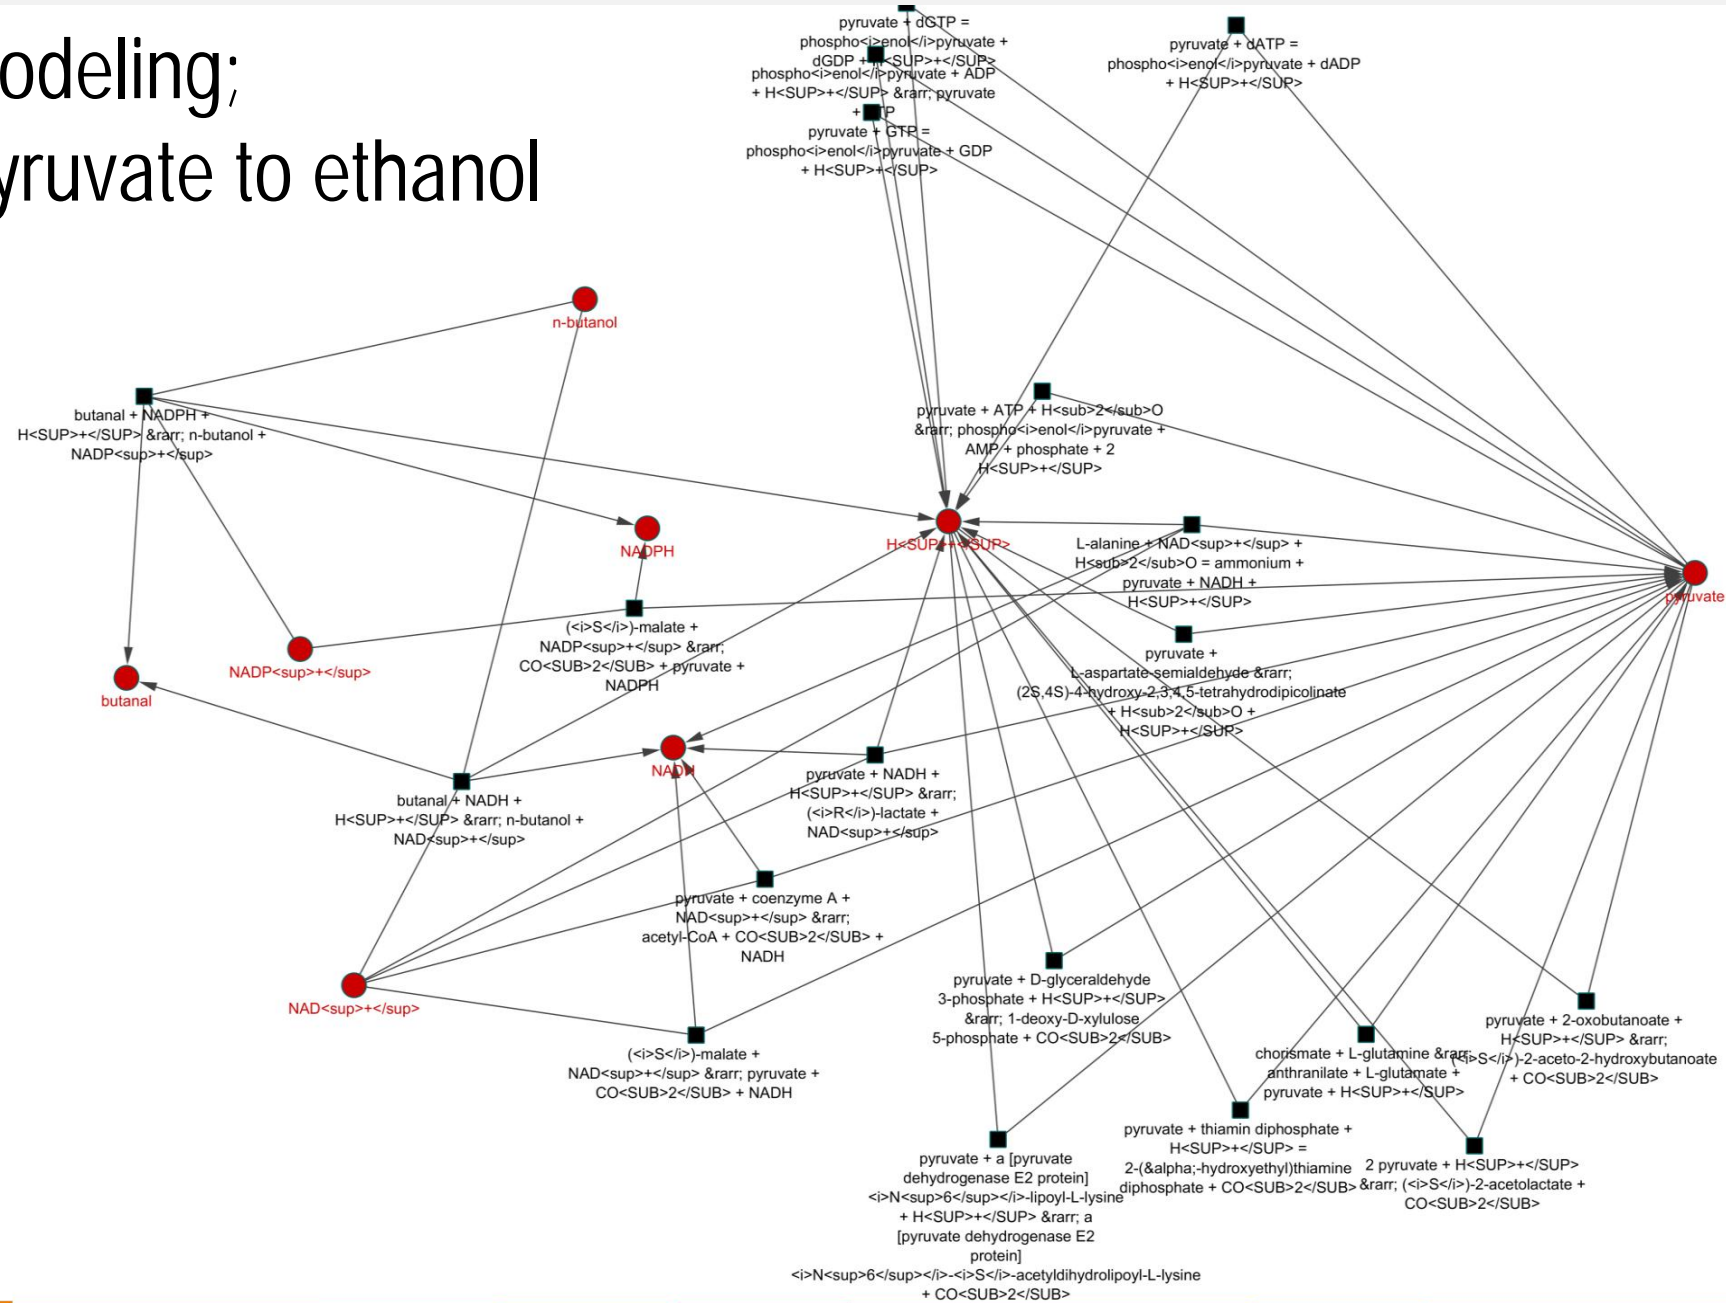 odeling;
yruvate to ethanol
pyruvate + dGTP =
phospho<i>enol</i>pyruvate +
dGDP + H<SUP>+</SUP>
phospho<i>enol</i>pyruvate + ADP
+ H<SUP>+</SUP> &rarr; pyruvate
+ ATP
pyruvate + GTP =
phospho<i>enol</i>pyruvate + GDP
+ H<SUP>+</SUP>
pyruvate + dATP =
phospho<i>enol</i>pyruvate + dADP
+ H<SUP>+</SUP>
n-butanol
butanal + NADPH +
H<SUP>+</SUP> &rarr; n-butanol +
NADP<sup>+</sup>
pyruvate + ATP + H<sub>2</sub>O
&rarr; phospho<i>enol</i>pyruvate +
AMP + phosphate + 2
H<SUP>+</SUP>
NADPH
H<SUP>+</SUP>
L-alanine + NAD<sup>+</sup> +
H<sub>2</sub>O = ammonium +
pyruvate + NADH +
H<SUP>+</SUP>
pyruvate
(<i>S</i>)-malate +
NADP<sup>+</sup> &rarr;
CO<SUB>2</SUB> + pyruvate +
NADPH
NADP<sup>+</sup>
butanal
pyruvate +
L-aspartate-semialdehyde &rarr;
(2S,4S)-4-hydroxy-2,3,4,5-tetrahydrodipicolinate
+ H<sub>2</sub>O +
H<SUP>+</SUP>
NADH
butanal + NADH +
H<SUP>+</SUP> &rarr; n-butanol +
NAD<sup>+</sup>
pyruvate + NADH +
H<SUP>+</SUP> &rarr;
(<i>R</i>)-lactate +
NAD<sup>+</sup>
pyruvate + coenzyme A +
NAD<sup>+</sup> &rarr;
acetyl-CoA + CO<SUB>2</SUB> +
NADH
NAD<sup>+</sup>
(<i>S</i>)-malate +
NAD<sup>+</sup> &rarr; pyruvate +
CO<SUB>2</SUB> + NADH
pyruvate + D-glyceraldehyde
3-phosphate + H<SUP>+</SUP>
&rarr; 1-deoxy-D-xylulose
5-phosphate + CO<SUB>2</SUB>
chorismate + L-glutamine &rarr;
anthranilate + L-glutamate +
pyruvate + H<SUP>+</SUP>
pyruvate + 2-oxobutanoate +
H<SUP>+</SUP> &rarr;
(<i>S</i>)-2-aceto-2-hydroxybutanoate
+ CO<SUB>2</SUB>
pyruvate + a [pyruvate
dehydrogenase E2 protein]
<i>N<sup>6</sup></i>-lipoyl-L-lysine
+ H<SUP>+</SUP> &rarr; a
[pyruvate dehydrogenase E2
protein]
<i>N<sup>6</sup></i>-<i>S</i>-acetyldihydrolipoyl-L-lysine
+ CO<SUB>2</SUB>
pyruvate + thiamin diphosphate +
H<SUP>+</SUP> =
2-(&alpha;-hydroxyethyl)thiamine
diphosphate + CO<SUB>2</SUB>
2 pyruvate + H<SUP>+</SUP>
&rarr; (<i>S</i>)-2-acetolactate +
CO<SUB>2</SUB>